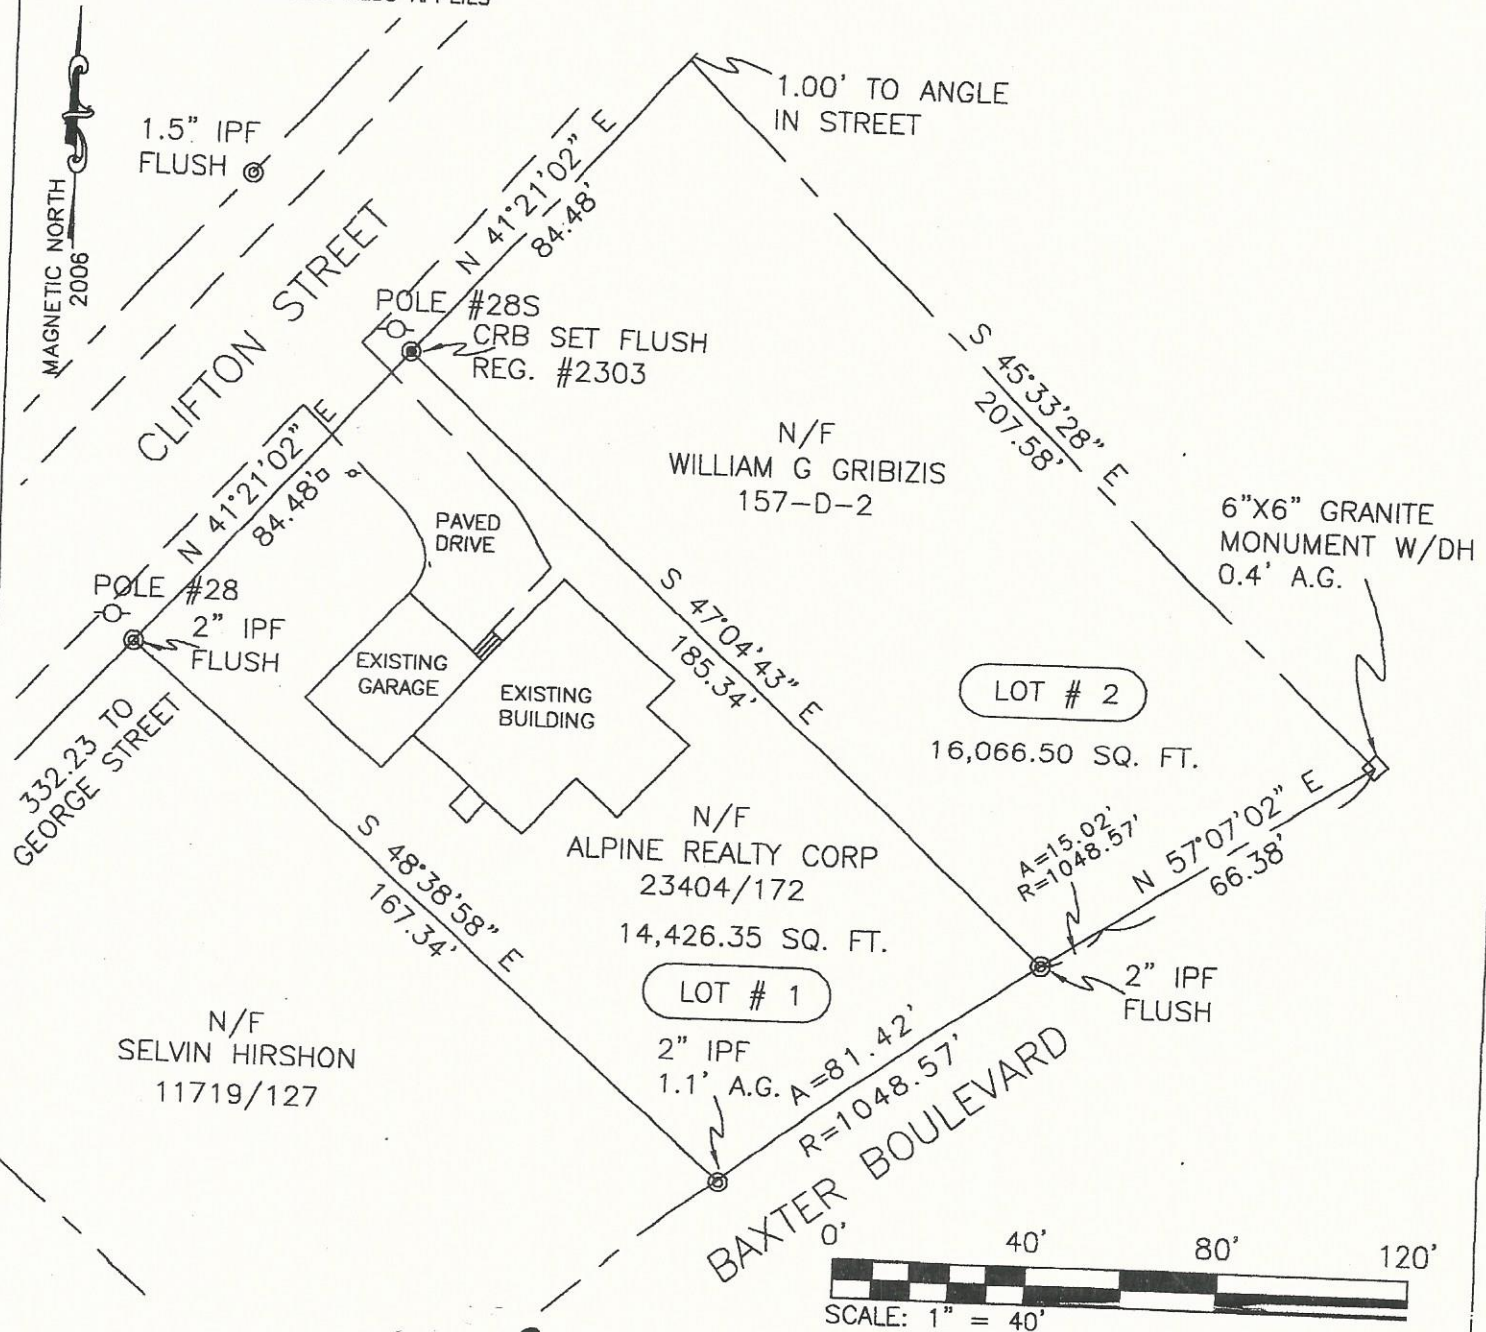 1.00' TO ANGLE
IN STREET
1.5" IPF
FLUSH
MAGNETIC NORTH
2006
CLIFTON STREET
N 41°21'02" E
84.48'
POLE #28S
CRB SET FLUSH
REG. #2303
S 45°33'28" E
207.58'
N/F
WILLIAM G GRIBIZIS
157-D-2
6"X6" GRANITE
MONUMENT W/DH
0.4' A.G.
N 41°21'02" E
84.48'
PAVED
DRIVE
POLE #28
2" IPF
FLUSH
S 47°04'43" E
185.34'
EXISTING
GARAGE
EXISTING
BUILDING
LOT # 2
16,066.50 SQ. FT.
332.23 TO
GEORGE STREET
S 48°38'58" E
167.34'
N/F
ALPINE REALTY CORP
23404/172
14,426.35 SQ. FT.
LOT # 1
A=15.02'
R=1048.57'
N 57°07'02" E
66.38'
2" IPF
FLUSH
N/F
SELVIN HIRSHON
11719/127
2" IPF
1.1' A.G.
A=81.42'
R=1048.57'
BAXTER BOULEVARD
0' 40' 80' 120'
SCALE: 1" = 40'